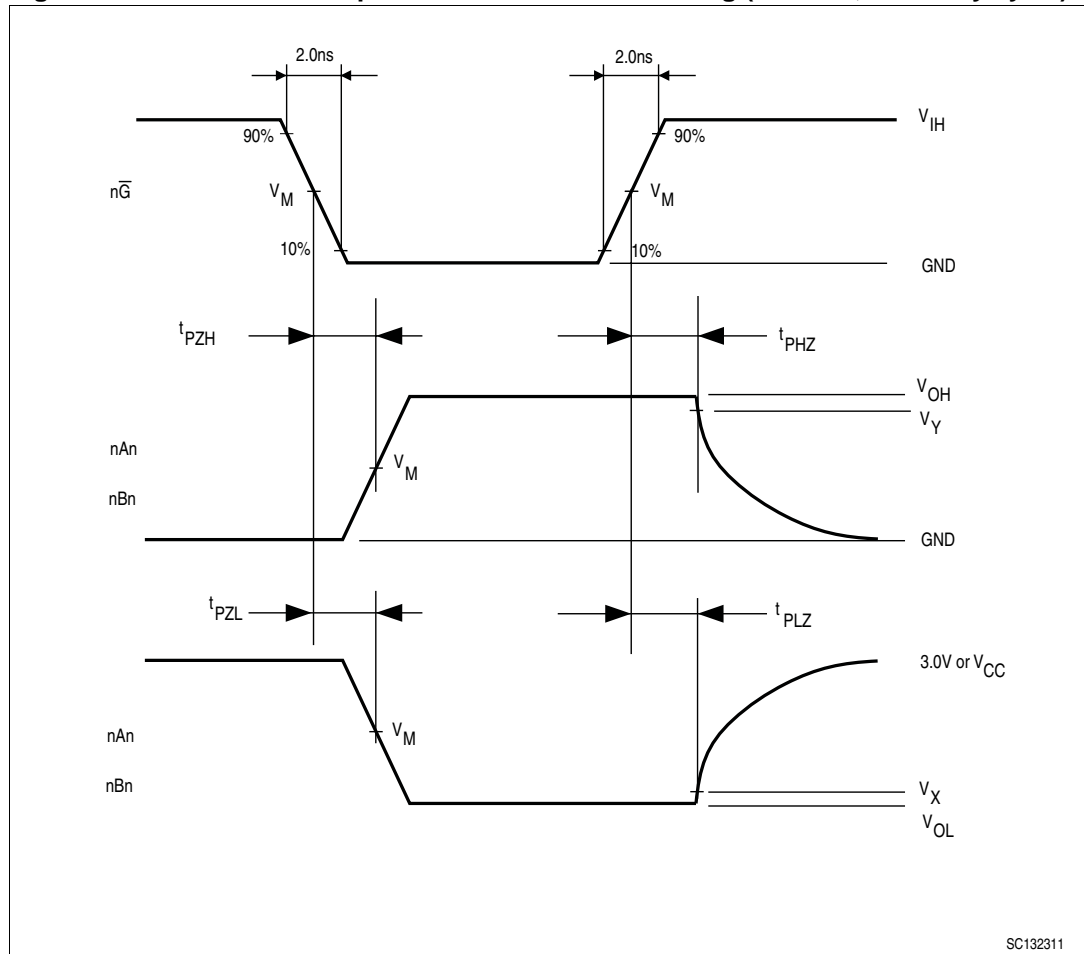 2.0ns 2.0ns
V_IH
90% 90%
nG̅ V_M V_M
10% 10%
GND
t_PZH t_PHZ
V_OH
V_Y
nAn V_M
nBn
GND
t_PZL t_PLZ
3.0V or V_CC
nAn V_M
nBn V_X
V_OL
SC132311